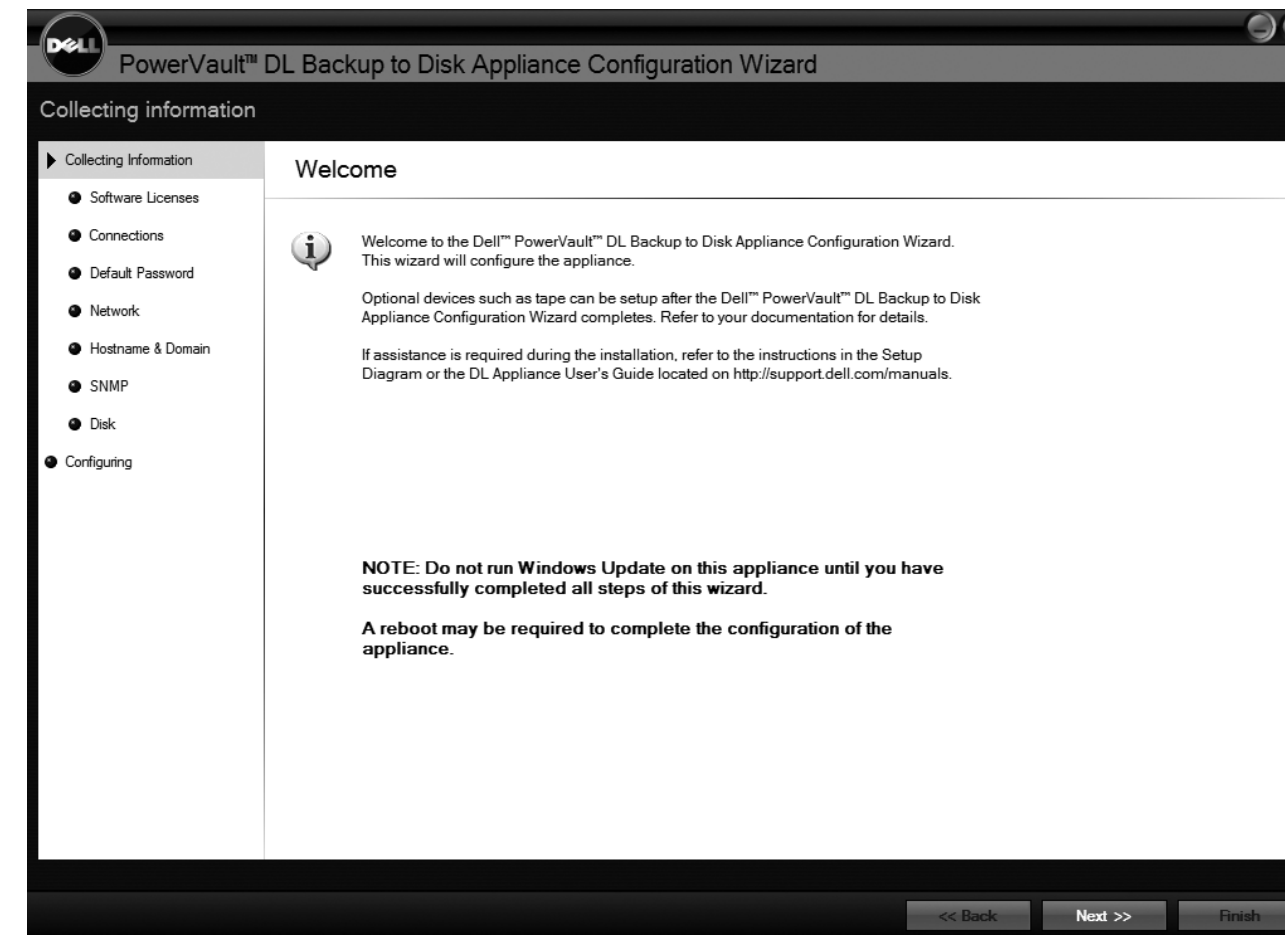 DELL
PowerVault™ DL Backup to Disk Appliance Configuration Wizard
Collecting information
Collecting Information
Software Licenses
Connections
Default Password
Network
Hostname & Domain
SNMP
Disk
Configuring
Welcome
Welcome to the Dell™ PowerVault™ DL Backup to Disk Appliance Configuration Wizard.
This wizard will configure the appliance.
Optional devices such as tape can be setup after the Dell™ PowerVault™ DL Backup to Disk
Appliance Configuration Wizard completes. Refer to your documentation for details.
If assistance is required during the installation, refer to the instructions in the Setup
Diagram or the DL Appliance User's Guide located on http://support.dell.com/manuals.
NOTE: Do not run Windows Update on this appliance until you have
successfully completed all steps of this wizard.
A reboot may be required to complete the configuration of the
appliance.
<< Back
Next >>
Finish